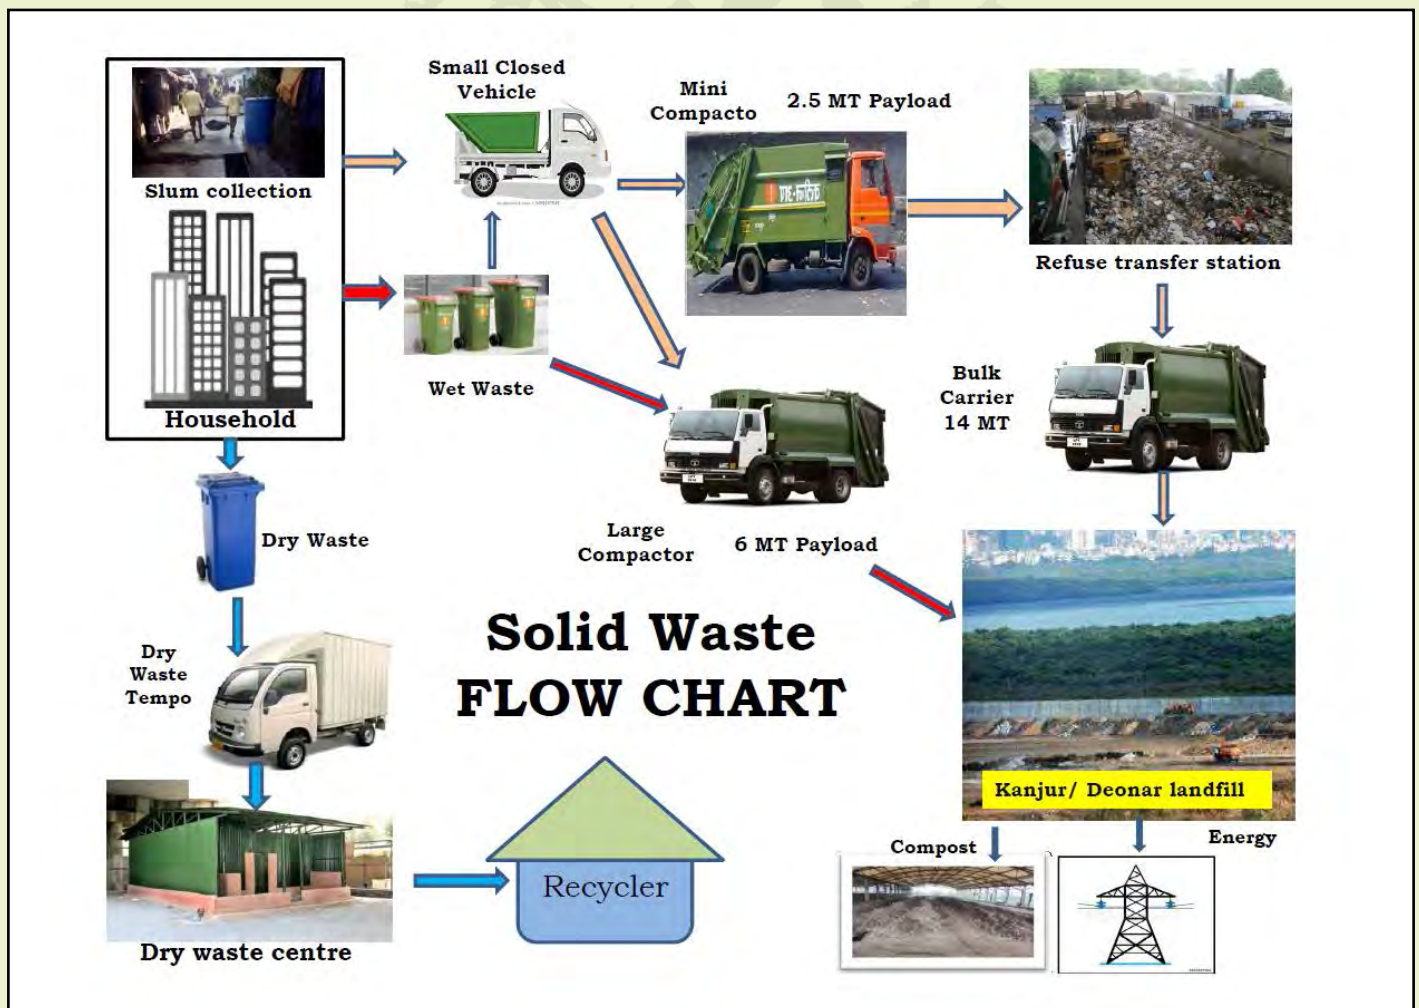 Small Closed
Vehicle
Mini
Compacto
2.5 MT Payload
Slum collection
Refuse transfer station
Household
Wet Waste
Bulk
Carrier
14 MT
Large
Compactor
6 MT Payload
Dry Waste
Dry
Waste
Tempo
Solid Waste
FLOW CHART
Kanjur/ Deonar landfill
Compost
Energy
Recycler
Dry waste centre